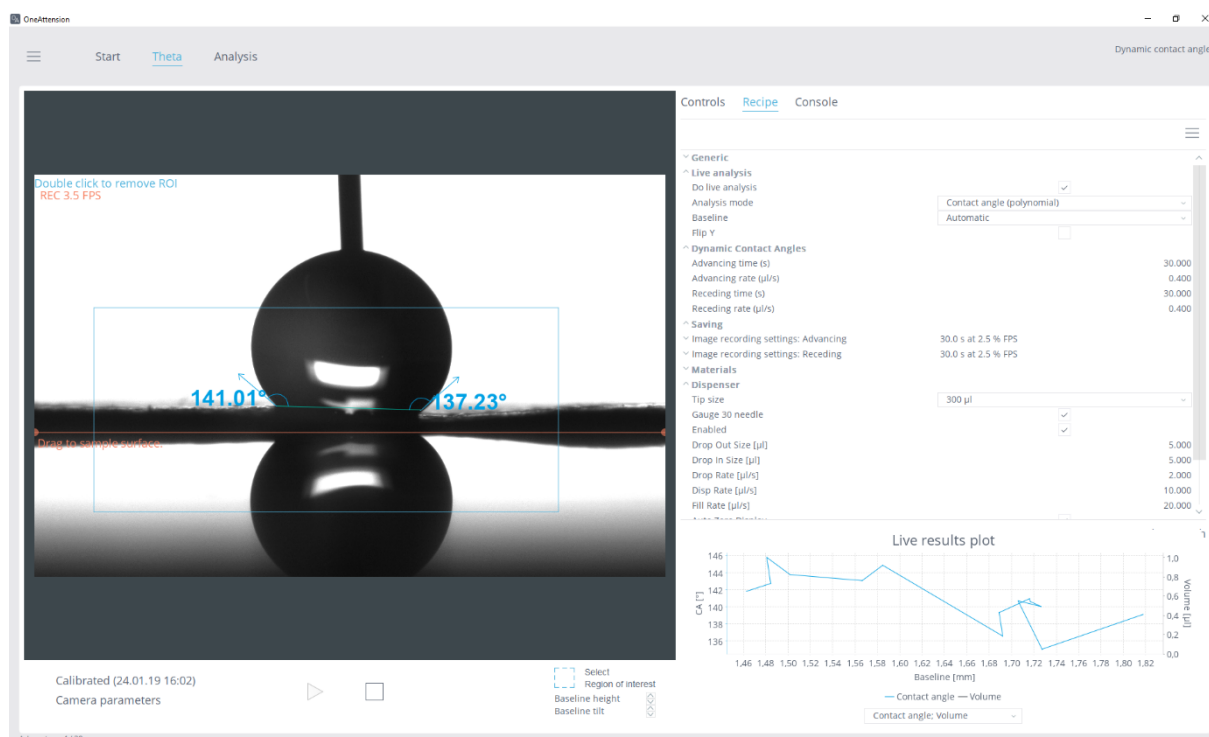 OneAttension
Start Theta Analysis
Dynamic contact angle
Double click to remove ROI
REC 3.5 FPS
141.01° 137.23°
Drag to sample surface.
Calibrated (24.01.19 16:02)
Camera parameters
Select
Region of interest
Baseline height
Baseline tilt
Controls Recipe Console
Generic
Live analysis
Do live analysis
Analysis mode Contact angle (polynomial)
Baseline Automatic
Flip Y
Dynamic Contact Angles
Advancing time (s) 30.000
Advancing rate (µl/s) 0.400
Receding time (s) 30.000
Receding rate (µl/s) 0.400
Saving
Image recording settings: Advancing 30.0 s at 2.5 % FPS
Image recording settings: Receding 30.0 s at 2.5 % FPS
Materials
Dispenser
Tip size 300 µl
Gauge 30 needle
Enabled
Drop Out Size [µl] 5.000
Drop In Size [µl] 5.000
Drop Rate [µl/s] 2.000
Disp Rate [µl/s] 10.000
Fill Rate [µl/s] 20.000
Live results plot
146 1,0
144 0,8
142 0,6
140 0,4
138 0,2
136 0,0
CA [°]
Volume [µl]
1,46 1,48 1,50 1,52 1,54 1,56 1,58 1,60 1,62 1,64 1,66 1,68 1,70 1,72 1,74 1,76 1,78 1,80 1,82
Baseline [mm]
Contact angle Volume
Contact angle; Volume